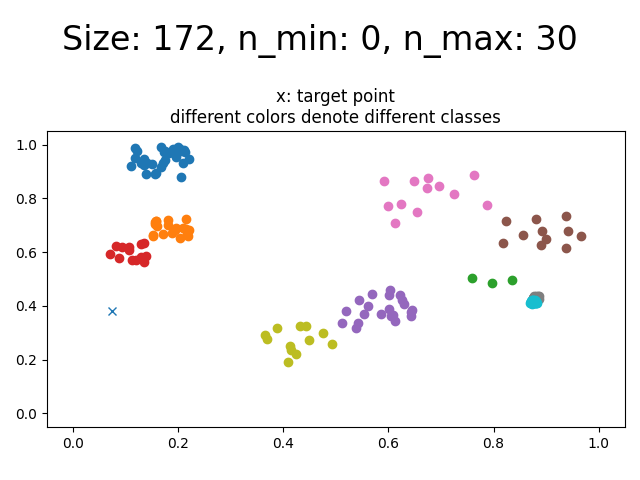 Size: 172, n_min: 0, n_max: 30
x: target point
different colors denote different classes
1.0
0.8
0.6
0.4
0.2
0.0
0.0 0.2 0.4 0.6 0.8 1.0